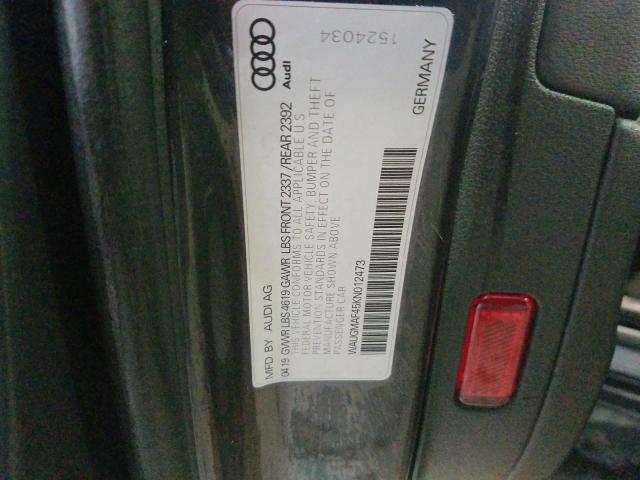 MFD. BY AUDI AG
Audi
04 19 GVWR LBS 4619 GAWR LBS FRONT 2337 / REAR 2392
THIS VEHICLE CONFORMS TO ALL APPLICABLE U S
FEDERAL MOTOR VEHICLE SAFETY, BUMPER AND THEFT
PREVENTION STANDARDS IN EFFECT ON THE DATE OF
MANUFACTURE SHOWN ABOVE
PASSENGER CAR
WAUGMAF45KN012473
1524034
GERMANY